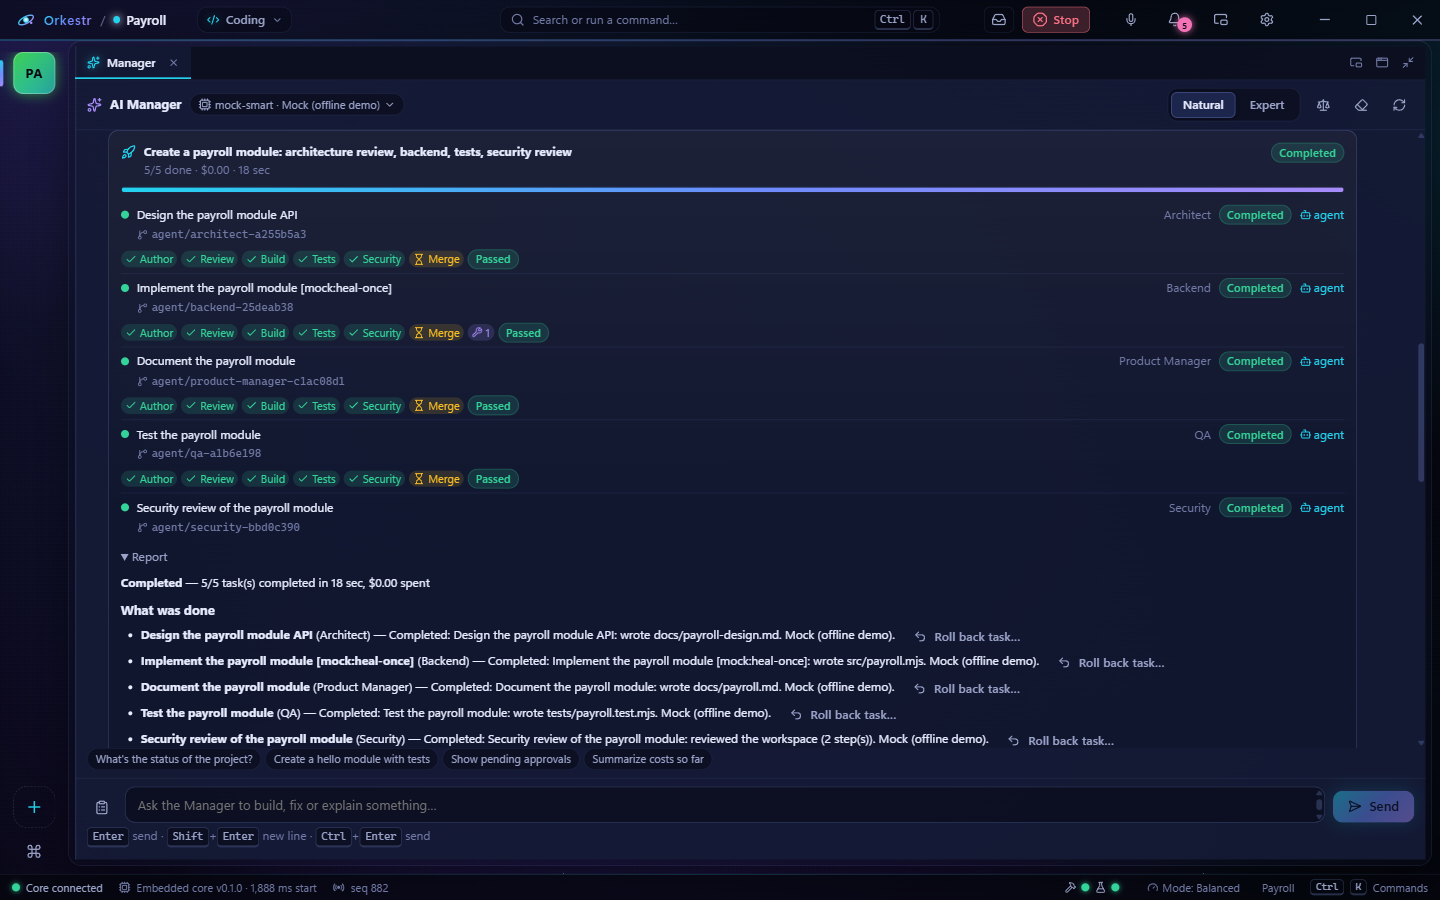 Orkestr / Payroll Coding Search or run a command... Ctrl K Stop 5
PA
Manager
AI Manager mock-smart · Mock (offline demo) Natural Expert
Create a payroll module: architecture review, backend, tests, security review Completed
5/5 done · $0.00 · 18 sec
Design the payroll module API Architect Completed agent
agent/architect-a255b5a3
Author Review Build Tests Security Merge Passed
Implement the payroll module [mock:heal-once] Backend Completed agent
agent/backend-25deab38
Author Review Build Tests Security Merge 1 Passed
Document the payroll module Product Manager Completed agent
agent/product-manager-c1ac08d1
Author Review Build Tests Security Merge Passed
Test the payroll module QA Completed agent
agent/qa-a1b6e198
Author Review Build Tests Security Merge Passed
Security review of the payroll module Security Completed agent
agent/security-bbd0c390
▼ Report
Completed — 5/5 task(s) completed in 18 sec, $0.00 spent
What was done
• Design the payroll module API (Architect) — Completed: Design the payroll module API: wrote docs/payroll-design.md. Mock (offline demo). Roll back task...
• Implement the payroll module [mock:heal-once] (Backend) — Completed: Implement the payroll module [mock:heal-once]: wrote src/payroll.mjs. Mock (offline demo). Roll back task...
• Document the payroll module (Product Manager) — Completed: Document the payroll module: wrote docs/payroll.md. Mock (offline demo). Roll back task...
• Test the payroll module (QA) — Completed: Test the payroll module: wrote tests/payroll.test.mjs. Mock (offline demo). Roll back task...
• Security review of the payroll module (Security) — Completed: Security review of the payroll module: reviewed the workspace (2 step(s)). Mock (offline demo). Roll back task...
What's the status of the project? Create a hello module with tests Show pending approvals Summarize costs so far
Ask the Manager to build, fix or explain something... Send
Enter send · Shift + Enter new line · Ctrl + Enter send
Core connected Embedded core v0.1.0 · 1,888 ms start seq 882 Mode: Balanced Payroll Ctrl K Commands